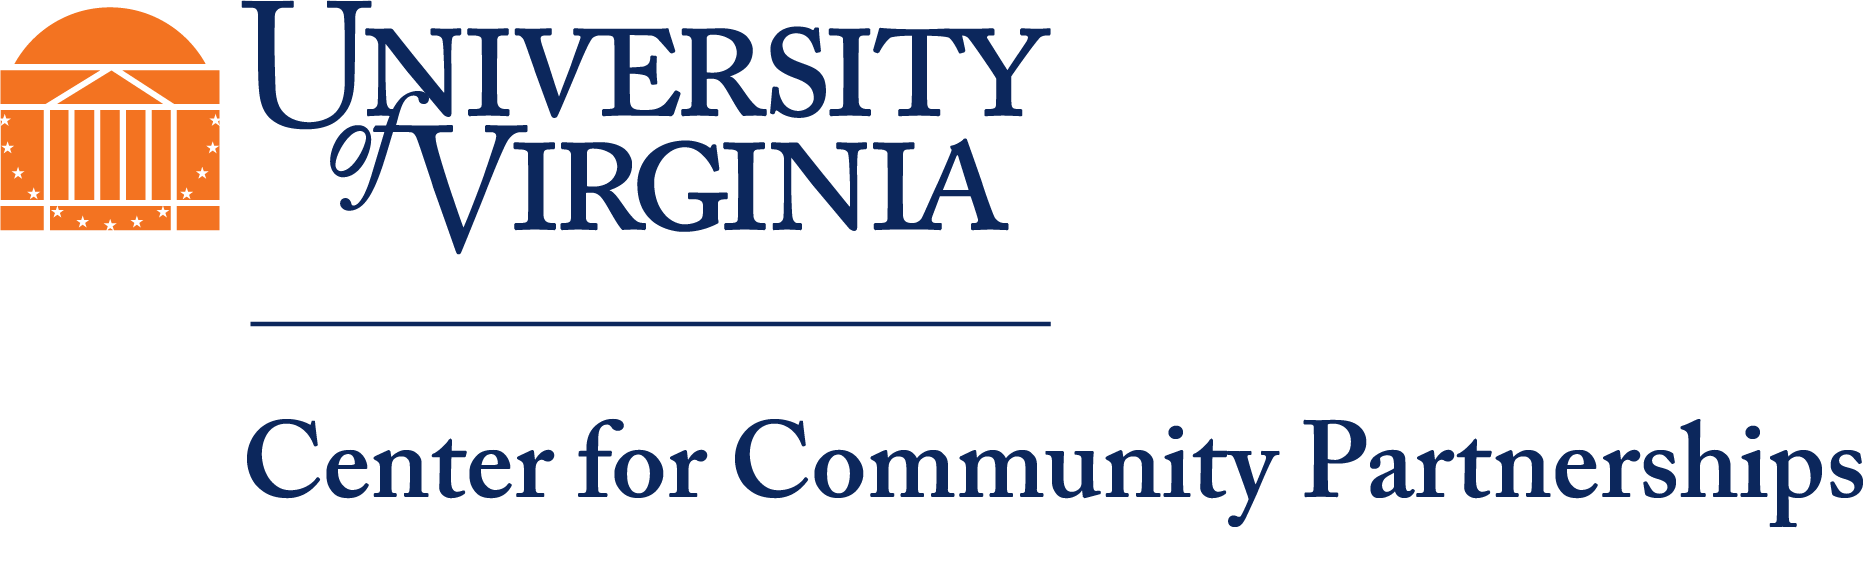 UNIVERSITY
of VIRGINIA
Center for Community Partnerships